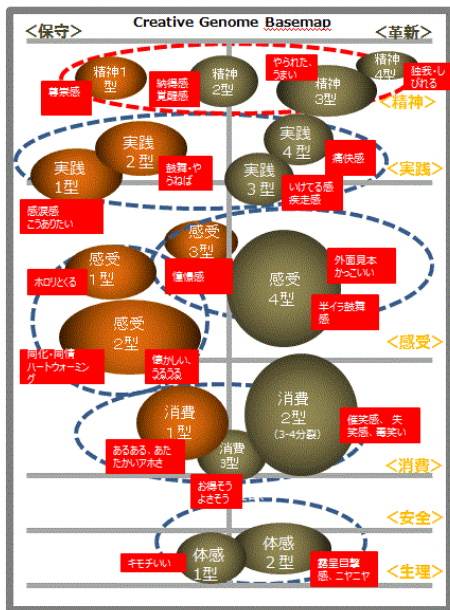 Creative Genome Basemap
<保守>
<革新>
精神1
型
尊崇感
納得感
覚醒感
精神
2型
やられた、
うまい
精神
3型
精神
4型
独我・し
びれる
<精神>
実践
1型
実践
2型
鼓舞・や
らねば
実践
4型
痛快感
<実践>
実践
3型
いけてる感
疾走感
感涙感
こうありたい
感受
3型
憧憬感
感受
1型
ホロリとくる
感受
4型
外面見本
かっこいい
半イラ鼓舞
感
感受
2型
同化・同情
ハートウォーミン
グ
懐かしい、
うるうる
<感受>
消費
1型
消費
2型
(3-4分裂)
催笑感、失
笑感、毒笑い
あるある、あた
たかいアホさ
消費
3型
<消費>
お得そう
よさそう
<安全>
体感
1型
キモチいい
体感
2型
露呈目撃
感、ニヤニヤ
<生理>